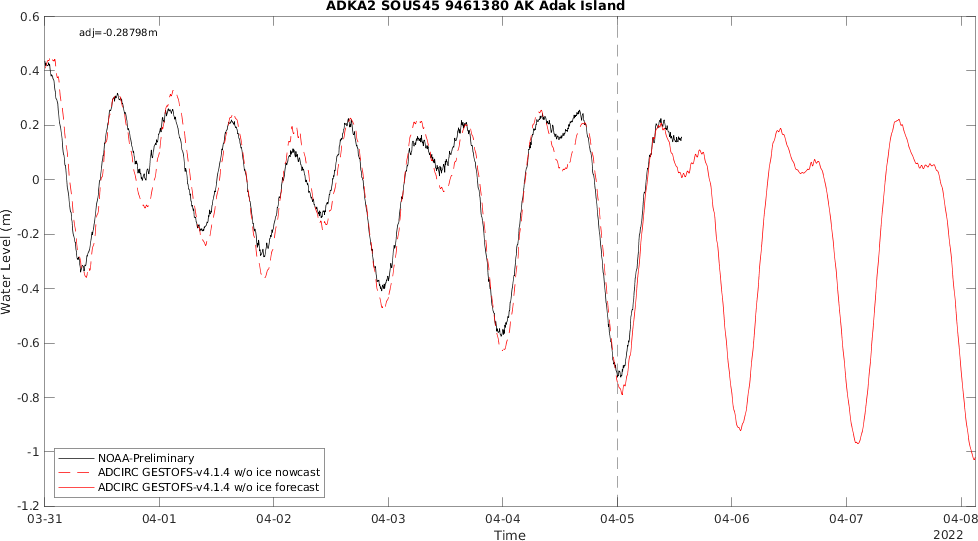 ADKA2 SOUS45 9461380 AK Adak Island
adj=-0.28798m
0.6
0.4
0.2
0
-0.2
-0.4
-0.6
-0.8
-1
-1.2
Water Level (m)
NOAA-Preliminary
ADCIRC GESTOFS-v4.1.4 w/o ice nowcast
ADCIRC GESTOFS-v4.1.4 w/o ice forecast
03-31 04-01 04-02 04-03 04-04 04-05 04-06 04-07 04-08
Time
2022